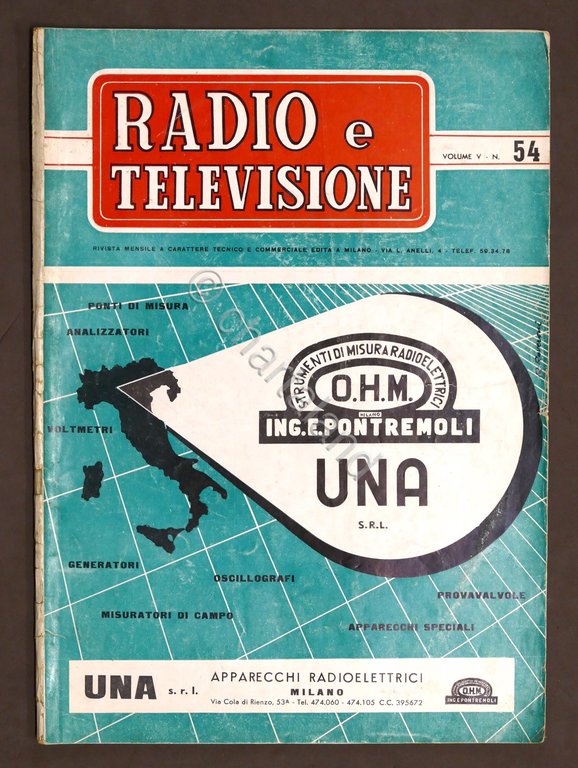 RADIO e
TELEVISIONE
VOLUME V - N. 54
RIVISTA MENSILE A CARATTERE TECNICO E COMMERCIALE EDITA A MILANO - VIA L. ANELLI, 4 - TELEF. 59.34.78
PONTI DI MISURA
ANALIZZATORI
VOLTMETRI
STRUMENTI DI MISURA RADIOELETTRICI
O.H.M.
MILANO
ING.E.PONTREMOLI
UNA
S.R.L.
GENERATORI
OSCILLOGRAFI
MISURATORI DI CAMPO
PROVAVALVOLE
APPARECCHI SPECIALI
UNA s.r.l.
APPARECCHI RADIOELETTRICI
MILANO
Via Cola di Rienzo, 53A - Tel. 474.060 - 474.105 C.C. 395672
O.H.M.
ING.E.PONTREMOLI